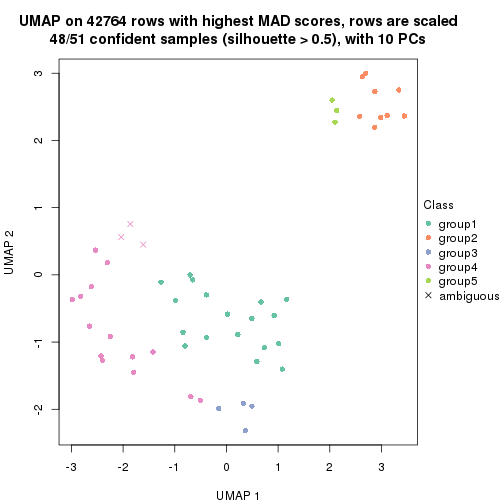 UMAP on 42764 rows with highest MAD scores, rows are scaled
48/51 confident samples (silhouette > 0.5), with 10 PCs
3
2
1
0
-1
-2
UMAP 2
-3
-2
-1
0
1
2
3
UMAP 1
Class
group1
group2
group3
group4
group5
ambiguous